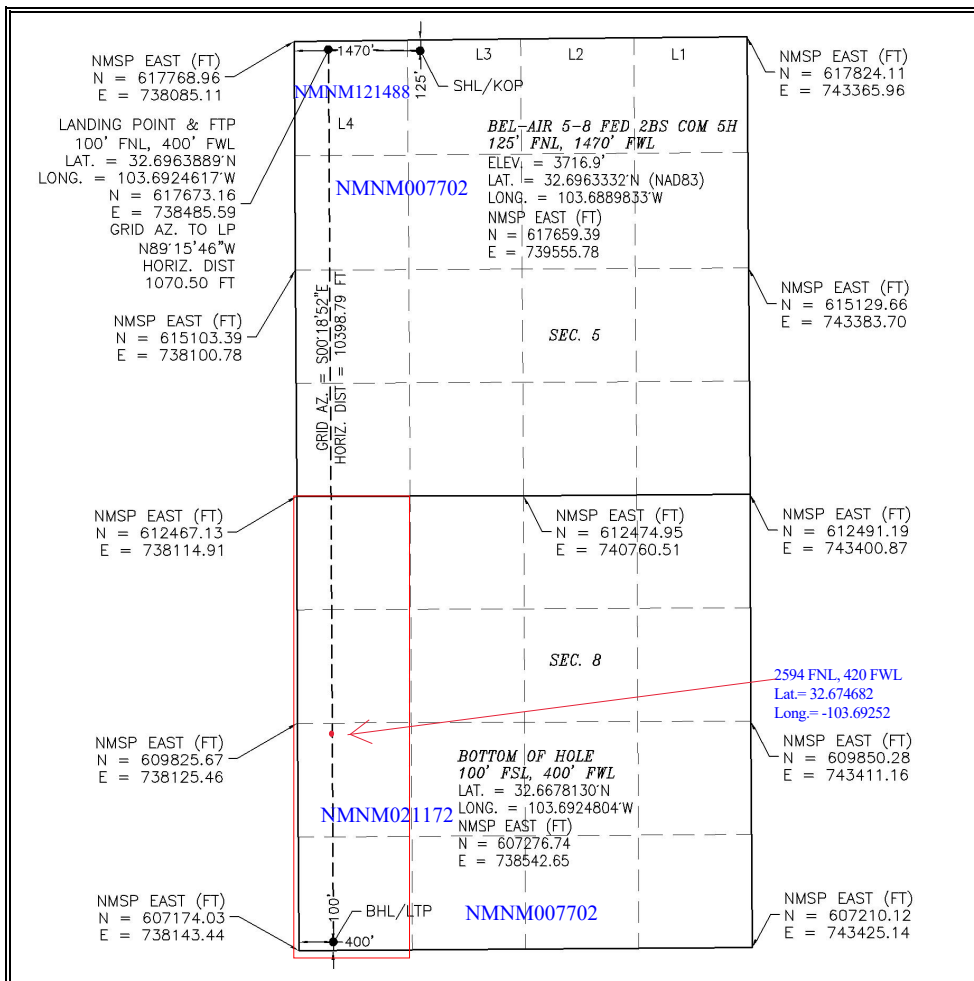 1470'
125'
L3
L2
L1
SHL/KOP
NMSP EAST (FT)
N = 617768.96
E = 738085.11
NMSP EAST (FT)
N = 617824.11
E = 743365.96
NMNM121488
L4
LANDING POINT & FTP
100' FNL, 400' FWL
LAT. = 32.6963889°N
LONG. = 103.6924617°W
N = 617673.16
E = 738485.59
GRID AZ. TO LP
N89°15'46"W
HORIZ. DIST
1070.50 FT
BEL-AIR 5-8 FED 2BS COM 5H
125' FNL, 1470' FWL
ELEV. = 3716.9'
LAT. = 32.6963332°N (NAD83)
LONG. = 103.6889833°W
NMSP EAST (FT)
N = 617659.39
E = 739555.78
NMNM007702
NMSP EAST (FT)
N = 615103.39
E = 738100.78
NMSP EAST (FT)
N = 615129.66
E = 743383.70
GRID AZ. = S00°18'52"E
HORIZ. DIST = 10398.79 FT
SEC. 5
NMSP EAST (FT)
N = 612467.13
E = 738114.91
NMSP EAST (FT)
N = 612474.95
E = 740760.51
NMSP EAST (FT)
N = 612491.19
E = 743400.87
SEC. 8
2594 FNL, 420 FWL
Lat.= 32.674682
Long.= -103.69252
NMSP EAST (FT)
N = 609825.67
E = 738125.46
NMSP EAST (FT)
N = 609850.28
E = 743411.16
BOTTOM OF HOLE
100' FSL, 400' FWL
LAT. = 32.6678130°N
LONG. = 103.6924804°W
NMSP EAST (FT)
N = 607276.74
E = 738542.65
NMNM021172
NMSP EAST (FT)
N = 607174.03
E = 738143.44
100'
BHL/LTP
400'
NMNM007702
NMSP EAST (FT)
N = 607210.12
E = 743425.14